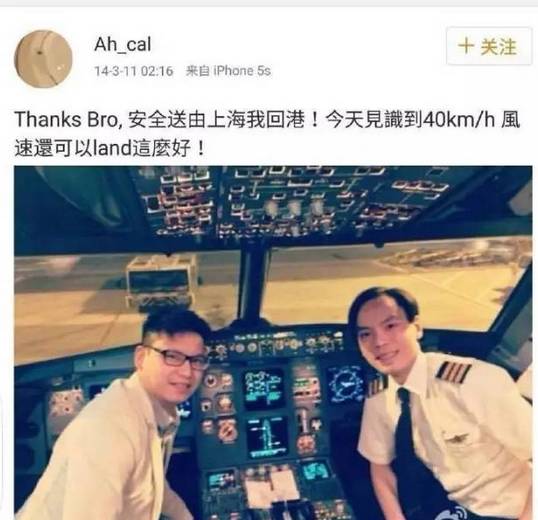 Ah_cal
14-3-11 02:16 来自 iPhone 5s
+ 关注
Thanks Bro, 安全送由上海我回港！今天見識到40km/h 風
速還可以land這麼好！